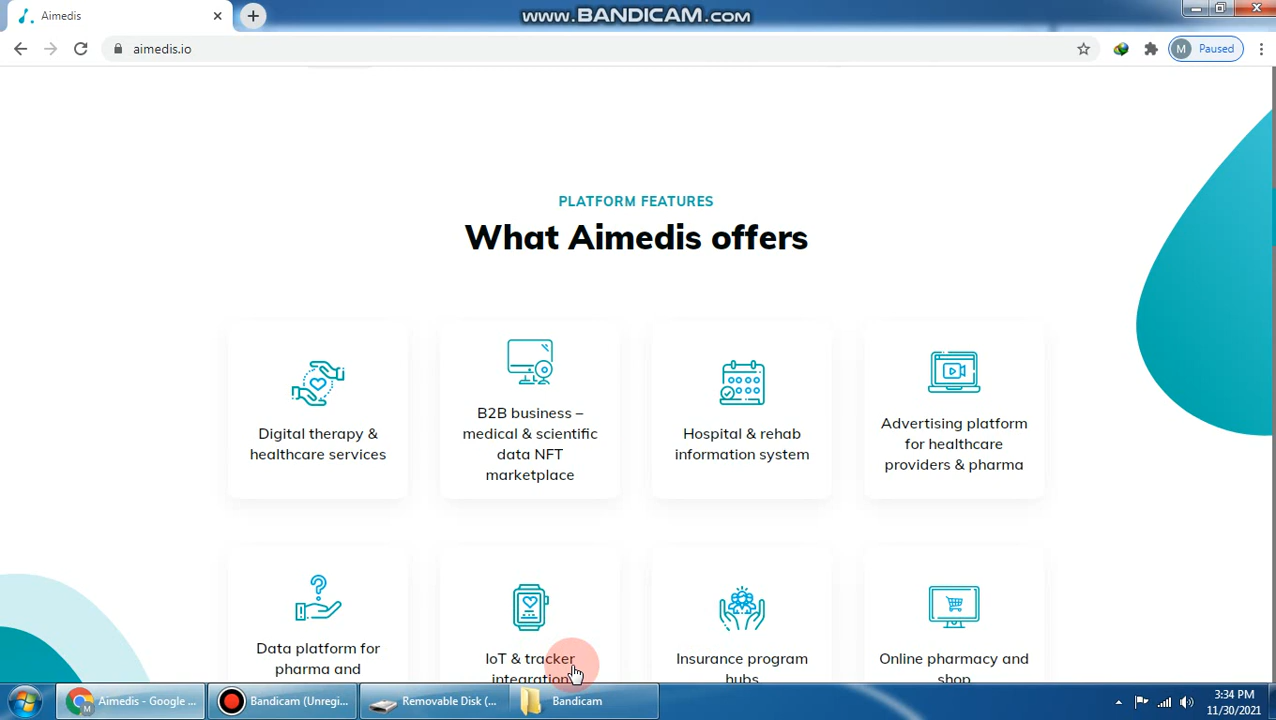 Aimedis
www.BANDICAM.com
aimedis.io
M
Paused
PLATFORM FEATURES
What Aimedis offers
Digital therapy &
healthcare services
B2B business –
medical & scientific
data NFT
marketplace
Hospital & rehab
information system
Advertising platform
for healthcare
providers & pharma
Data platform for
pharma and
IoT & tracker
integration
Insurance program
hubs
Online pharmacy and
shop
Aimedis - Google ...
Bandicam (Unregi...
Removable Disk (...
Bandicam
3:34 PM
11/30/2021